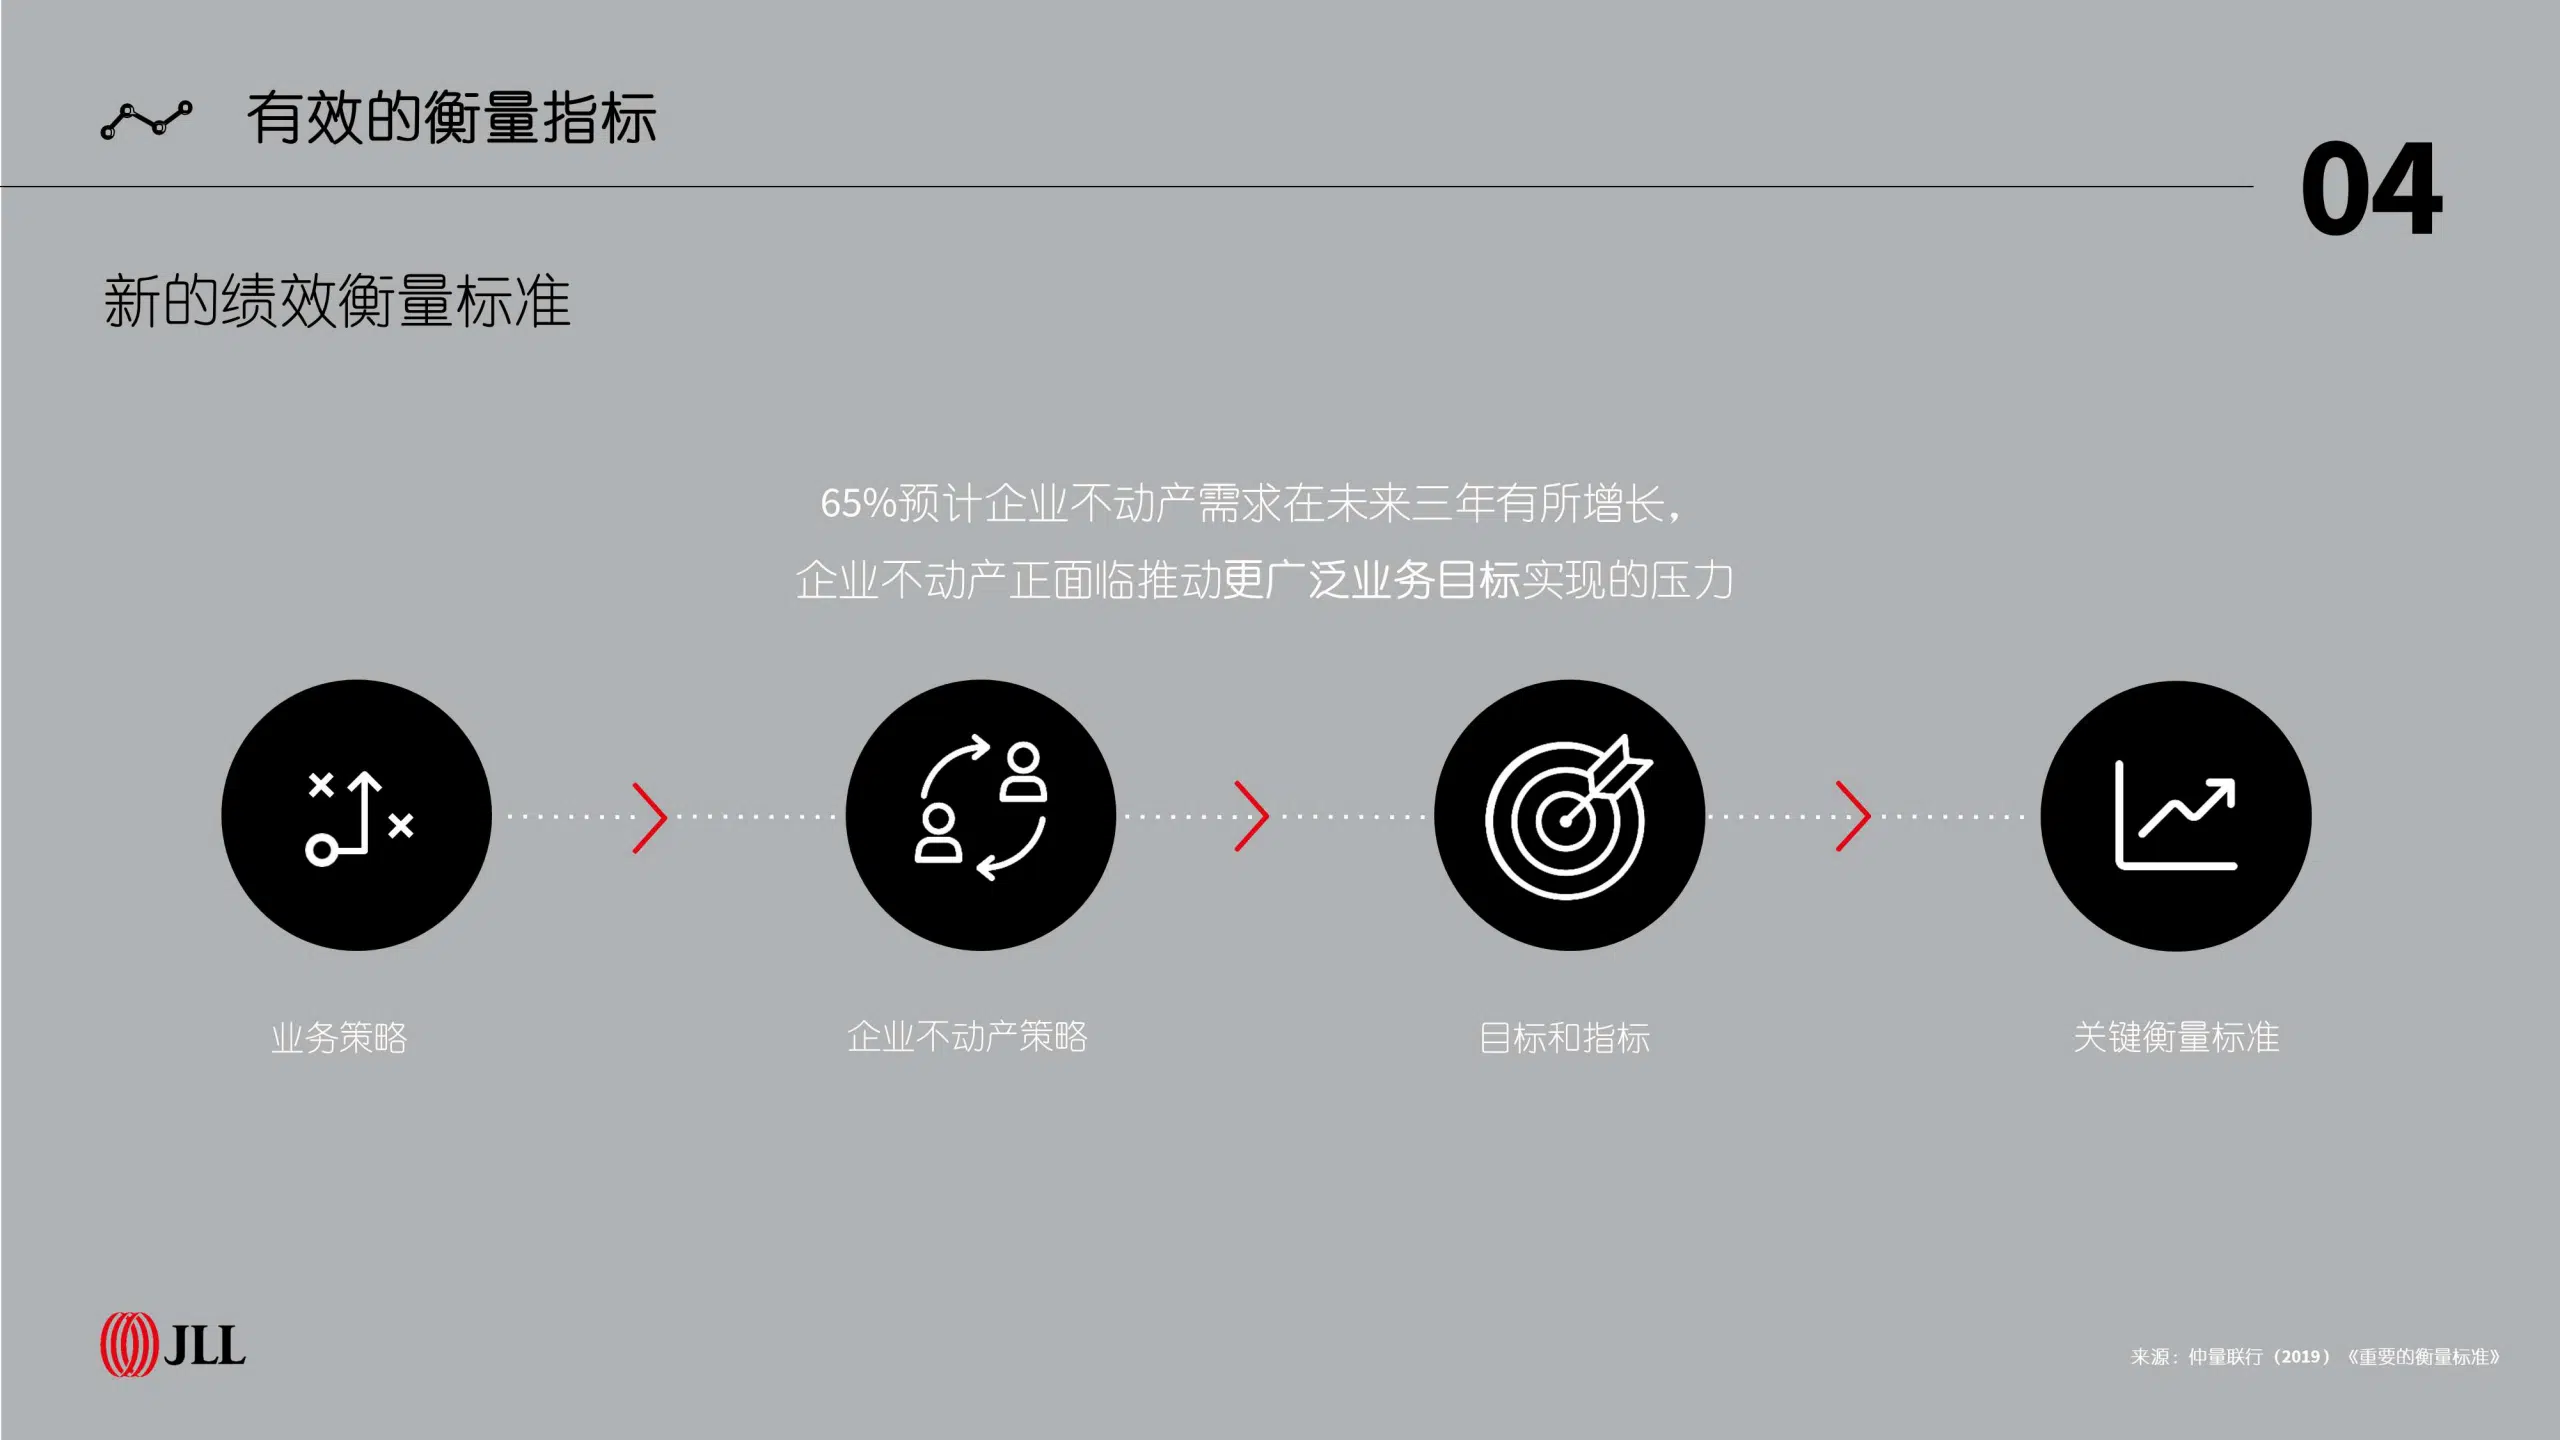 有效的衡量指标
04
新的绩效衡量标准
65%预计企业不动产需求在未来三年有所增长，
企业不动产正面临推动更广泛业务目标实现的压力
业务策略
企业不动产策略
目标和指标
关键衡量标准
JLL
来源：仲量联行（2019）《重要的衡量标准》